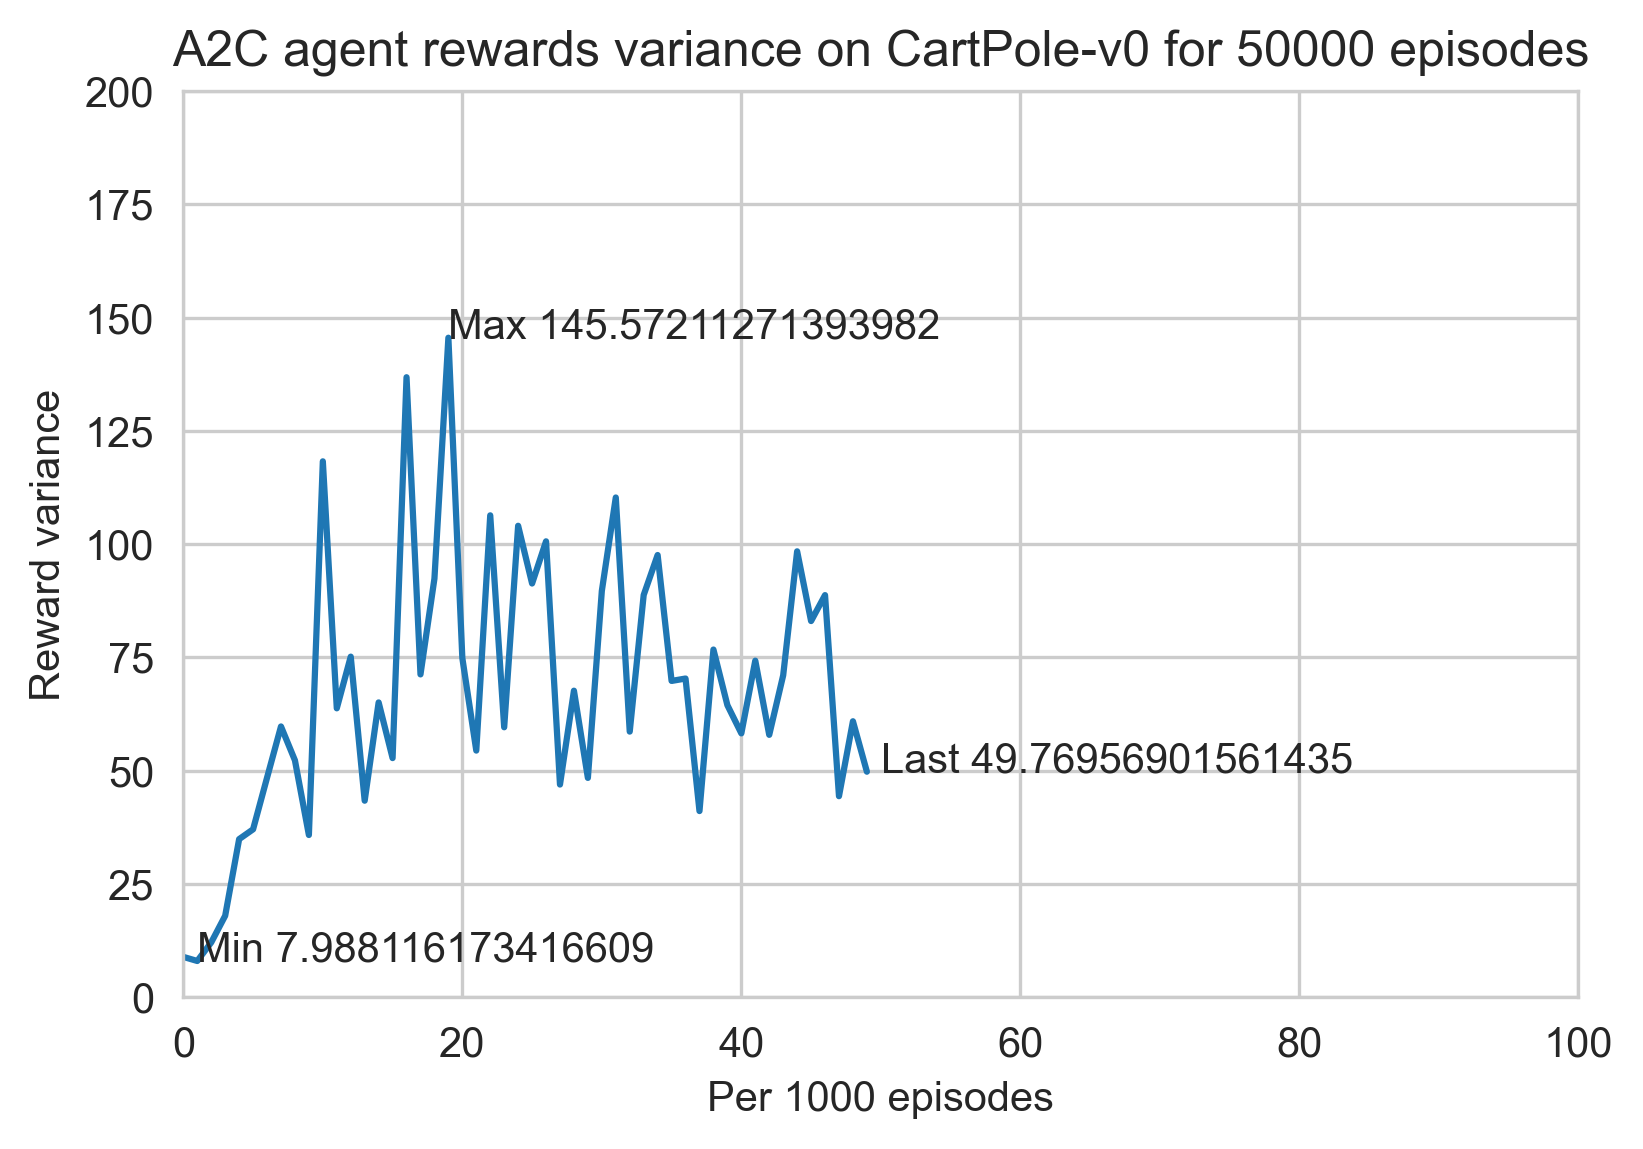 A2C agent rewards variance on CartPole-v0 for 50000 episodes
200
175
150
Max 145.57211271393982
125
Reward variance
100
75
50
Last 49.76956901561435
25
Min 7.988116173416609
0
0 20 40 60 80 100
Per 1000 episodes